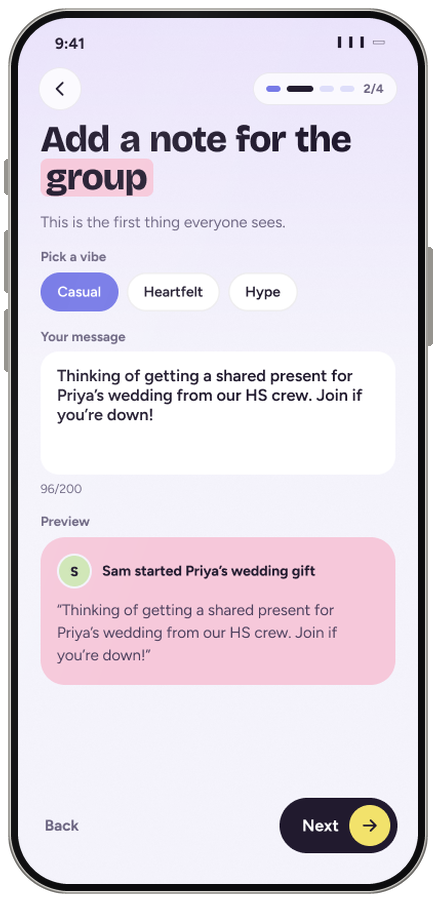 9:41
2/4
Add a note for the
group
This is the first thing everyone sees.
Pick a vibe
Casual Heartfelt Hype
Your message
Thinking of getting a shared present for
Priya’s wedding from our HS crew. Join if
you’re down!
96/200
Preview
S Sam started Priya’s wedding gift
“Thinking of getting a shared present for
Priya’s wedding from our HS crew. Join if
you’re down!”
Back Next